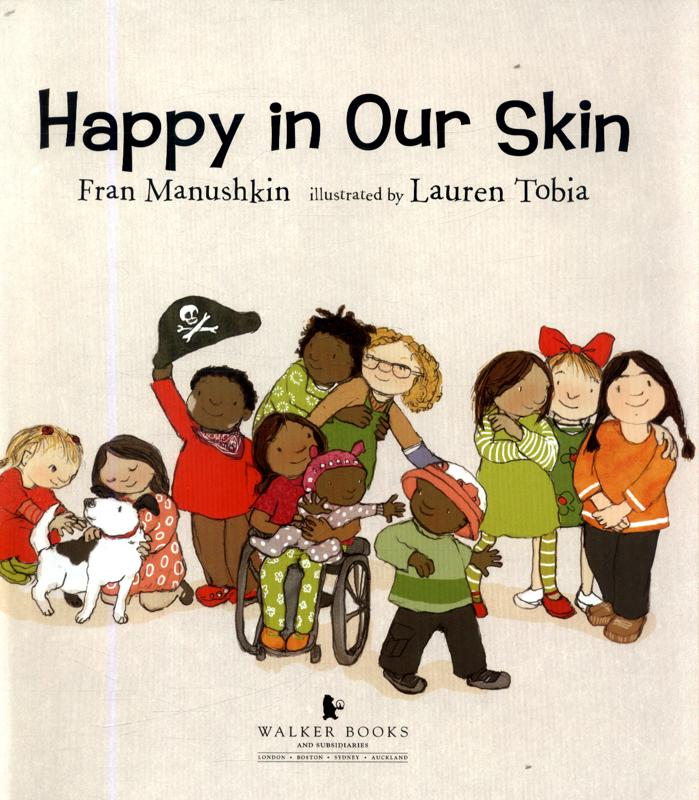 Happy in Our Skin
Fran Manushkin illustrated by Lauren Tobia
WALKER BOOKS
AND SUBSIDIARIES
LONDON • BOSTON • SYDNEY • AUCKLAND